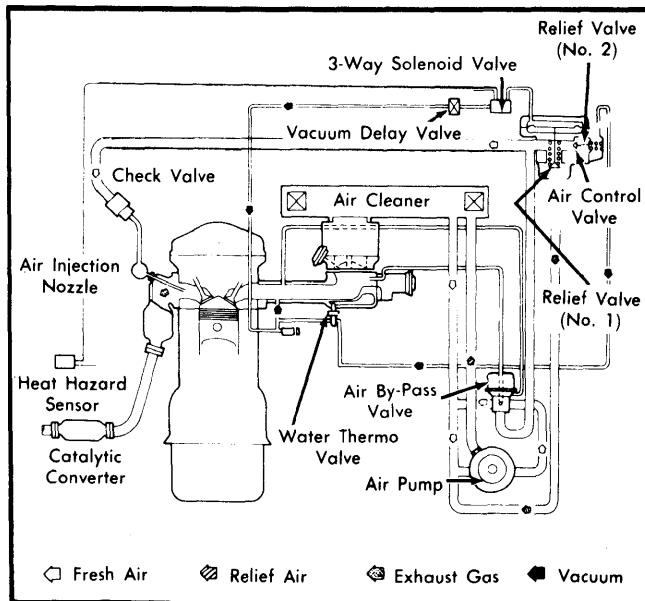 Relief Valve
(No. 2)
3-Way Solenoid Valve
Vacuum Delay Valve
Check Valve
Air Cleaner
Air Control
Valve
Air Injection
Nozzle
Relief Valve
(No. 1)
Heat Hazard
Sensor
Air By-Pass
Valve
Water Thermo
Valve
Catalytic
Converter
Air Pump
Fresh Air
Relief Air
Exhaust Gas
Vacuum